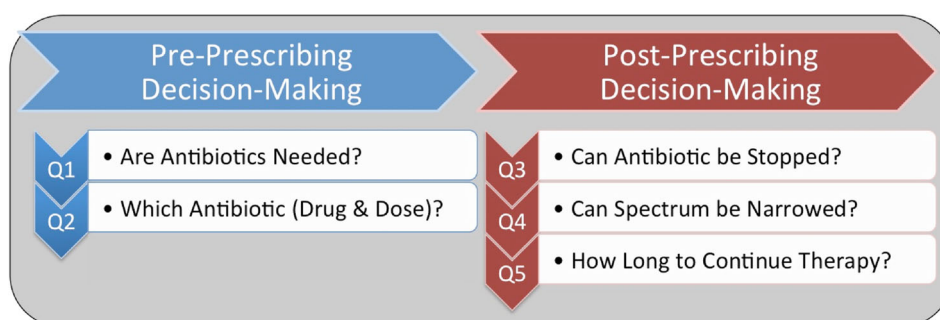 Pre-Prescribing
Decision-Making
Q1
• Are Antibiotics Needed?
Q2
• Which Antibiotic (Drug & Dose)?
Post-Prescribing
Decision-Making
Q3
• Can Antibiotic be Stopped?
Q4
• Can Spectrum be Narrowed?
Q5
• How Long to Continue Therapy?